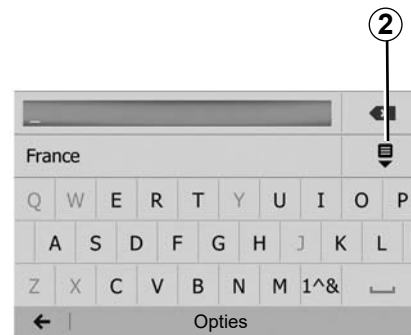 2
_
France
Q W E R T Y U I O P
A S D F G H J K L
Z X C V B N M 1^&
Opties